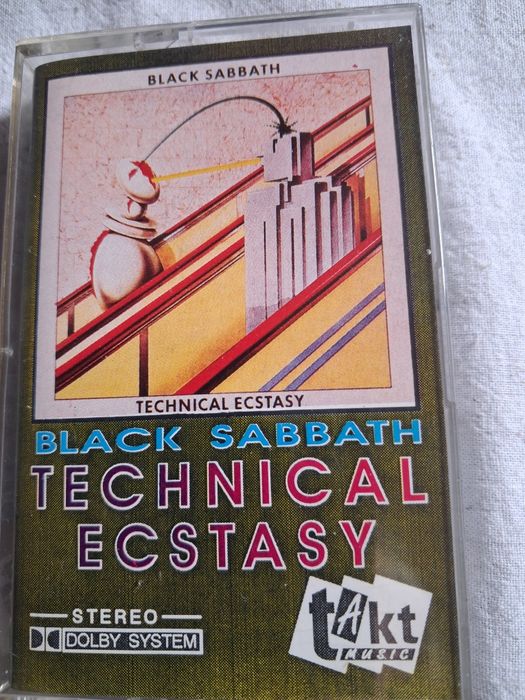 BLACK SABBATH
TECHNICAL ECSTASY
BLACK SABBATH
TECHNICAL
ECSTASY
STEREO
DOLBY SYSTEM
tAkt
MUSIC